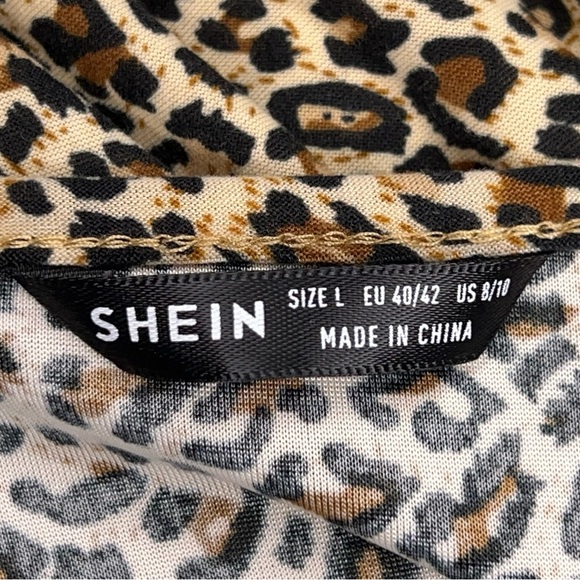 SHEIN
SIZE L EU 40/42 US 8/10
MADE IN CHINA